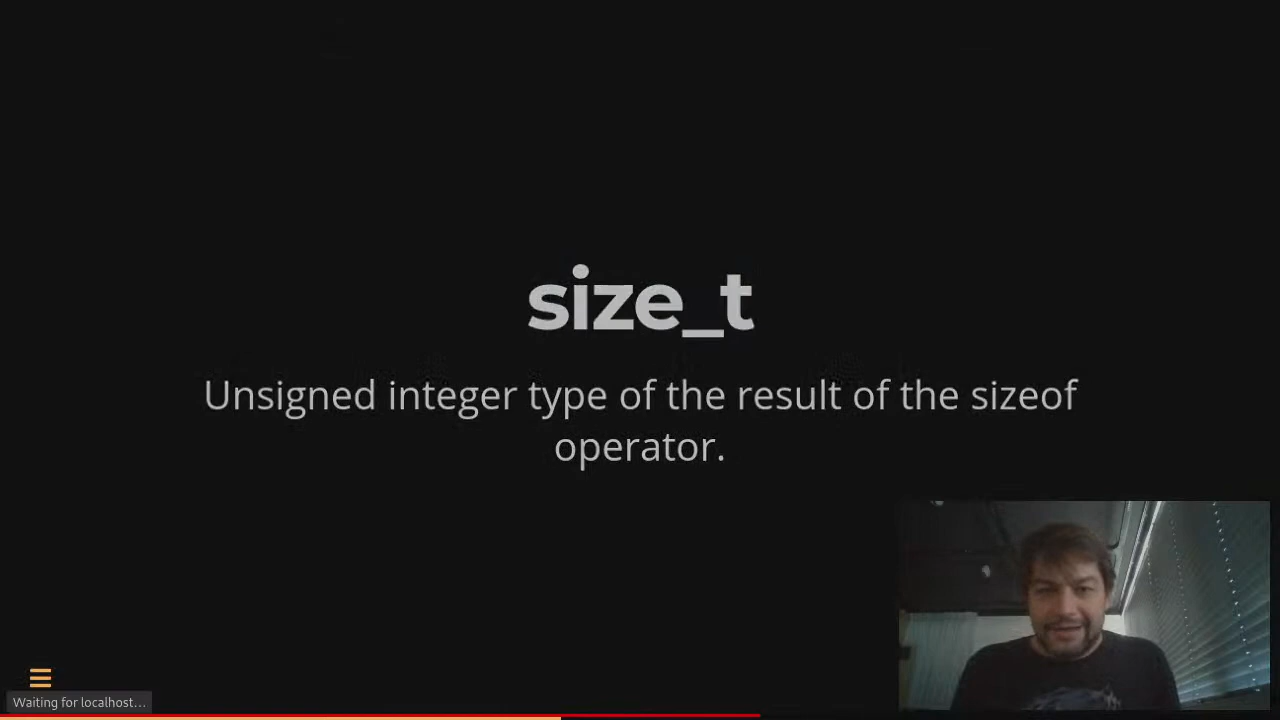 size_t
Unsigned integer type of the result of the sizeof
operator.
Waiting for localhost...